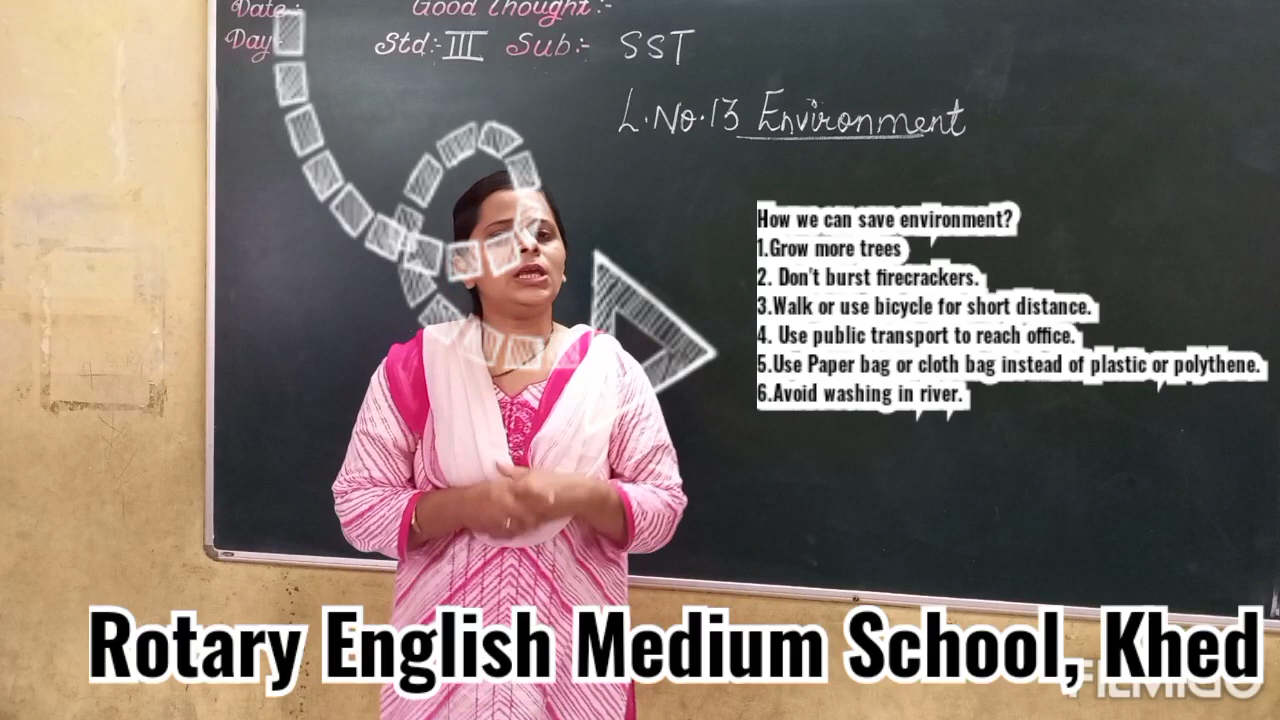 Date:-
Good Thought:-
Day:-
Std:- III Sub:- SST
L.No.13 Environment
How we can save environment?
1.Grow more trees
2. Don't burst firecrackers.
3.Walk or use bicycle for short distance.
4. Use public transport to reach office.
5.Use Paper bag or cloth bag instead of plastic or polythene.
6.Avoid washing in river.
Rotary English Medium School, Khed
FILMIGO